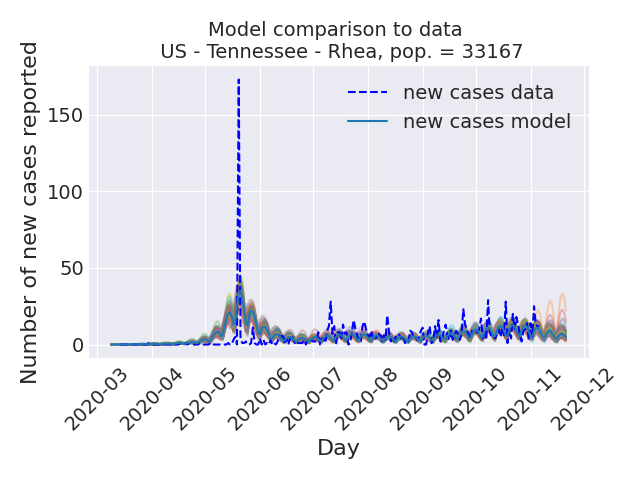 Model comparison to data
US - Tennessee - Rhea, pop. = 33167
Number of new cases reported
150
100
50
0
new cases data
new cases model
2020-03
2020-04
2020-05
2020-06
2020-07
2020-08
2020-09
2020-10
2020-11
2020-12
Day